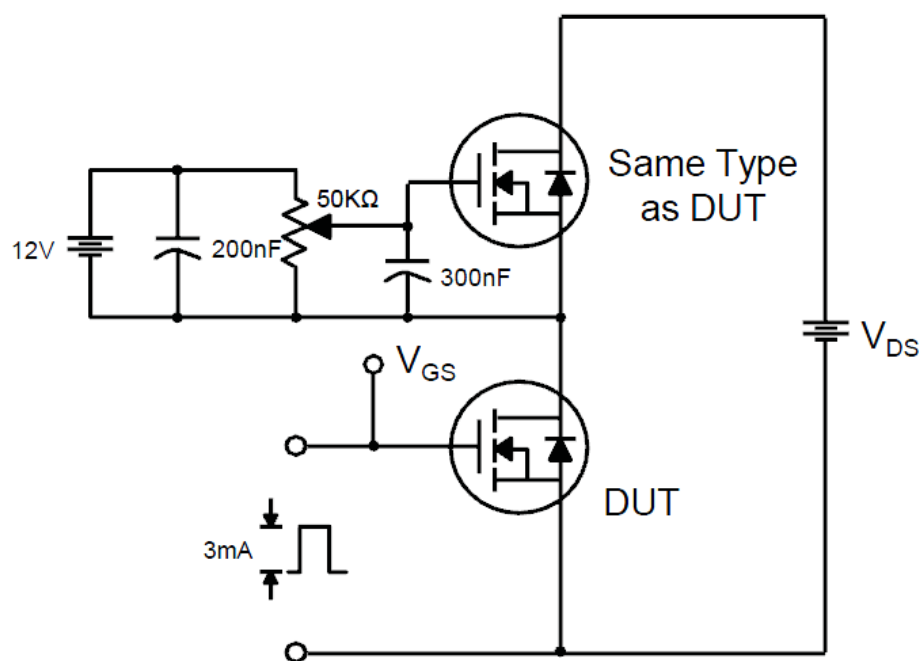 Same Type
as DUT
50KΩ
12V
200nF
300nF
V_DS
V_GS
DUT
3mA